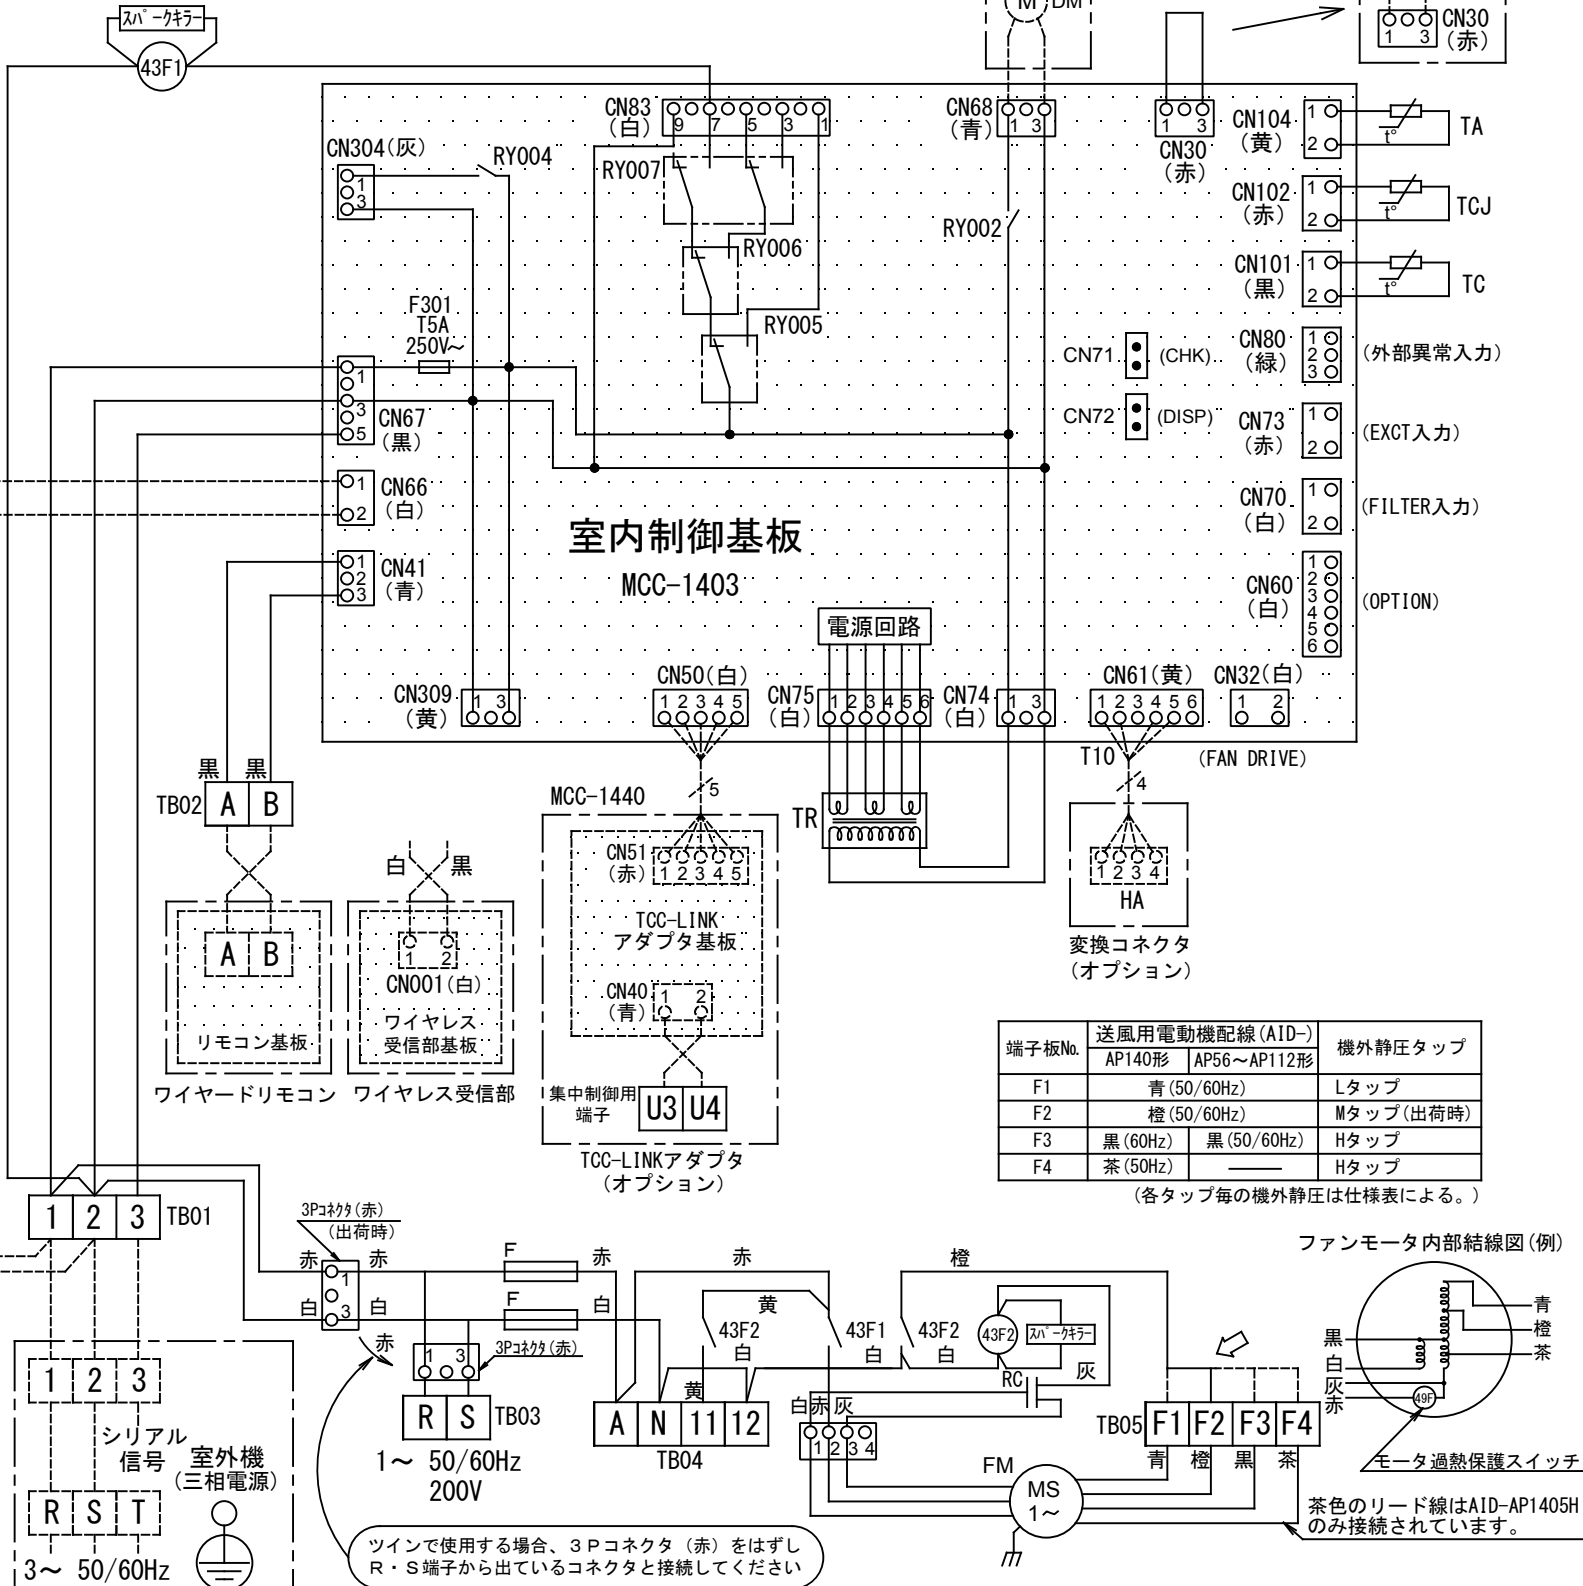 スパークキラー
43F1
M
DM
CN30
(赤)
1 3
CN83
(白)
9 7 5 3 1
CN68
(青)
1 3
1 3
CN30
(赤)
CN104
(黄)
1
2
t°
TA
CN304(灰)
1
3
RY004
RY007
CN102
(赤)
1
2
t°
TCJ
RY002
RY006
CN101
(黒)
1
2
t°
TC
F301
T5A
250V~
RY005
CN71
(CHK)
CN80
(緑)
1
2
3
(外部異常入力)
CN72
(DISP)
CN73
(赤)
1
2
(EXCT入力)
1
3
5
CN67
(黒)
CN70
(白)
1
2
(FILTER入力)
1
2
CN66
(白)
室内制御基板
MCC-1403
1
2
3
CN41
(青)
CN60
(白)
1
2
3
4
5
6
(OPTION)
電源回路
CN309
(黄)
1 3
CN50(白)
1 2 3 4 5
CN75
(白)
1 2 3 4 5 6
CN74
(白)
1 3
CN61(黄)
1 2 3 4 5 6
CN32(白)
1 2
T10
(FAN DRIVE)
黒 黒
TB02
A B
MCC-1440
5
TR
4
白 黒
CN51
(赤)
1 2 3 4 5
1 2 3 4
HA
変換コネクタ
(オプション)
A B
リモコン基板
ワイヤードリモコン
1 2
CN001(白)
ワイヤレス
受信部基板
ワイヤレス受信部
TCC-LINK
アダプタ基板
CN40
(青)
1 2
集中制御用
端子
U3 U4
TCC-LINKアダプタ
(オプション)
端子板No. 送風用電動機配線(AID-) 機外静圧タップ
AP140形 AP56~AP112形
F1 青(50/60Hz) Lタップ
F2 橙(50/60Hz) Mタップ(出荷時)
F3 黒(60Hz) 黒(50/60Hz) Hタップ
F4 茶(50Hz) —— Hタップ
(各タップ毎の機外静圧は仕様表による。)
1 2 3
TB01
3Pコネクタ(赤)
(出荷時)
赤 1 赤
白 3 白
F
赤
F
白
赤
黄
橙
43F2
白
43F1
白
43F2
白
43F2
スパークキラー
灰
RC
ファンモータ内部結線図(例)
黒
白
灰
赤
青
橙
茶
49F
モータ過熱保護スイッチ
赤
1 3
3Pコネクタ(赤)
R S
TB03
1~ 50/60Hz
200V
黄
A N 11 12
TB04
白 赤 灰
1 2 3 4
TB05
F1 F2 F3 F4
青 橙 黒 茶
FM
MS
1~
茶色のリード線はAID-AP1405H
のみ接続されています。
1 2 3
シリアル
信号
室外機
(三相電源)
R S T
3~ 50/60Hz
ツインで使用する場合、3Pコネクタ(赤)をはずし
R・S端子から出ているコネクタと接続してください